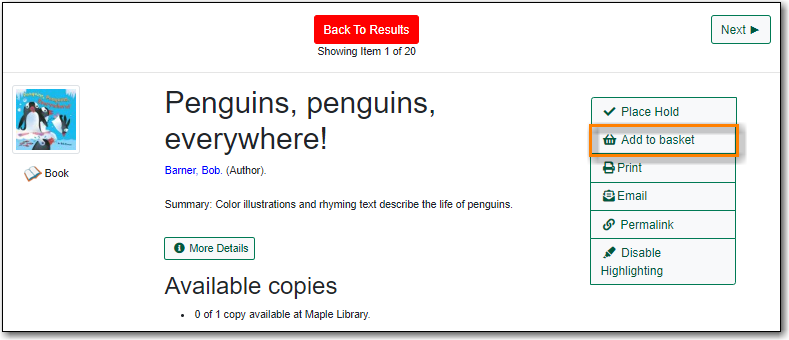 Back To Results
Next ►
Showing Item 1 of 20
Penguins, penguins,
everywhere!
Book
Barner, Bob. (Author).
Summary: Color illustrations and rhyming text describe the life of penguins.
More Details
Available copies
• 0 of 1 copy available at Maple Library.
Place Hold
Add to basket
Print
Email
Permalink
Disable
Highlighting